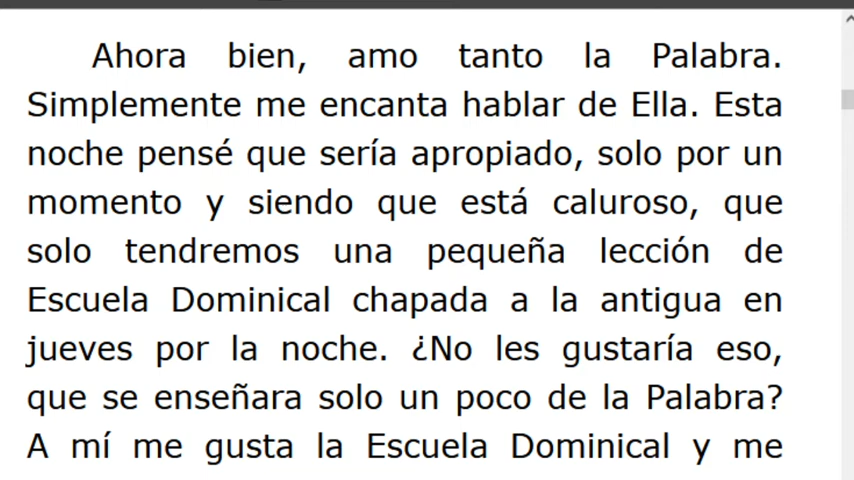 Ahora bien, amo tanto la Palabra.
Simplemente me encanta hablar de Ella. Esta
noche pensé que sería apropiado, solo por un
momento y siendo que está caluroso, que
solo tendremos una pequeña lección de
Escuela Dominical chapada a la antigua en
jueves por la noche. ¿No les gustaría eso,
que se enseñara solo un poco de la Palabra?
A mí me gusta la Escuela Dominical y me